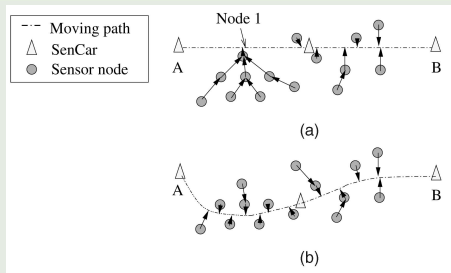 Moving path
SenCar
Sensor node
Node 1
A
B
(a)
A
B
(b)